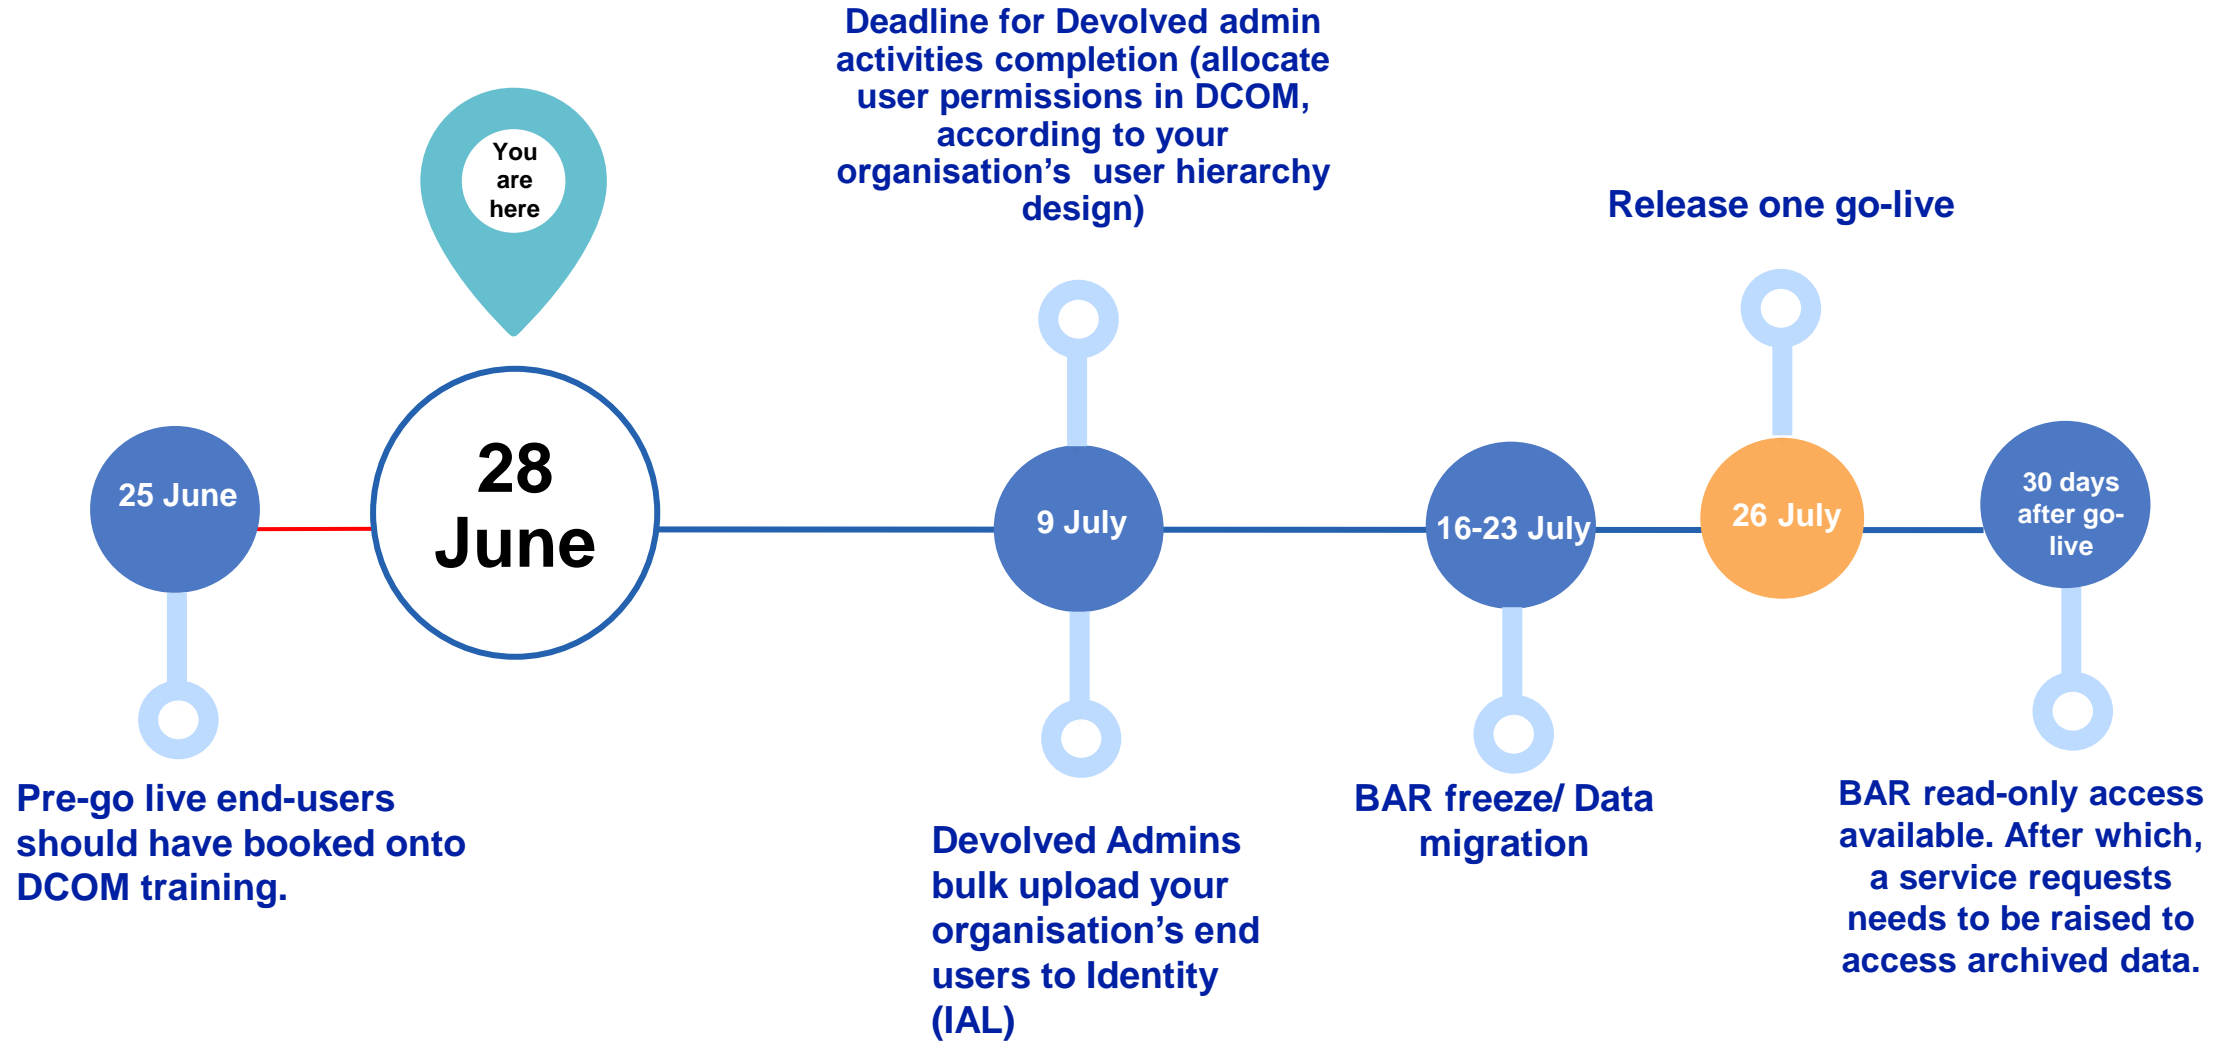 Deadline for Devolved admin
activities completion (allocate
user permissions in DCOM,
according to your
organisation’s  user hierarchy
design)
You
are
here
Release one go-live
25 June
28
June
9 July
16-23 July
26 July
30 days
after go-
live
Pre-go live end-users
should have booked onto
DCOM training.
Devolved Admins
bulk upload your
organisation’s end
users to Identity
(IAL)
BAR freeze/ Data
migration
BAR read-only access
available. After which,
a service requests
needs to be raised to
access archived data.